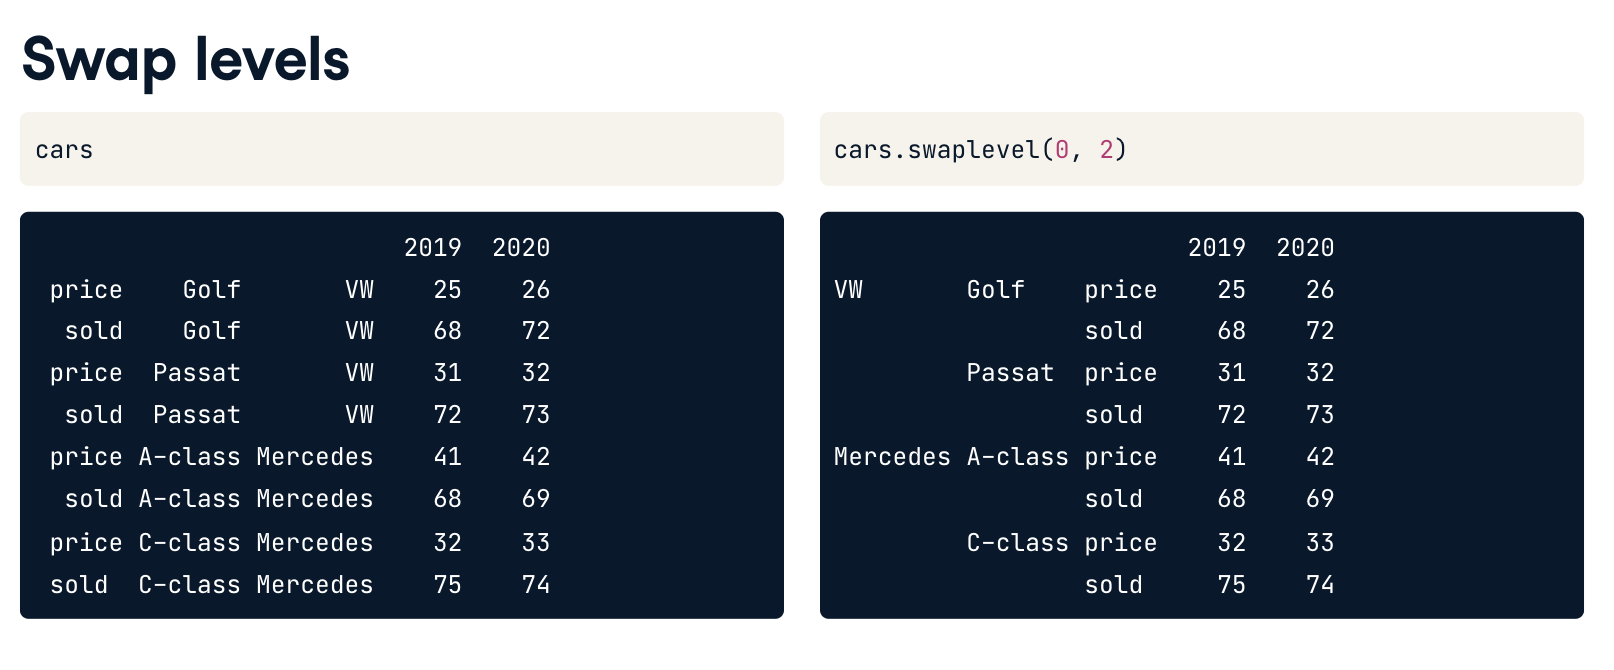 Swap levels
cars
                         2019  2020
 price    Golf       VW    25    26
  sold    Golf       VW    68    72
 price  Passat       VW    31    32
  sold  Passat       VW    72    73
 price A-class Mercedes    41    42
  sold A-class Mercedes    68    69
 price C-class Mercedes    32    33
 sold  C-class Mercedes    75    74
cars.swaplevel(0, 2)
                        2019  2020
VW       Golf    price    25    26
                 sold     68    72
         Passat  price    31    32
                 sold     72    73
Mercedes A-class price    41    42
                 sold     68    69
         C-class price    32    33
                 sold     75    74